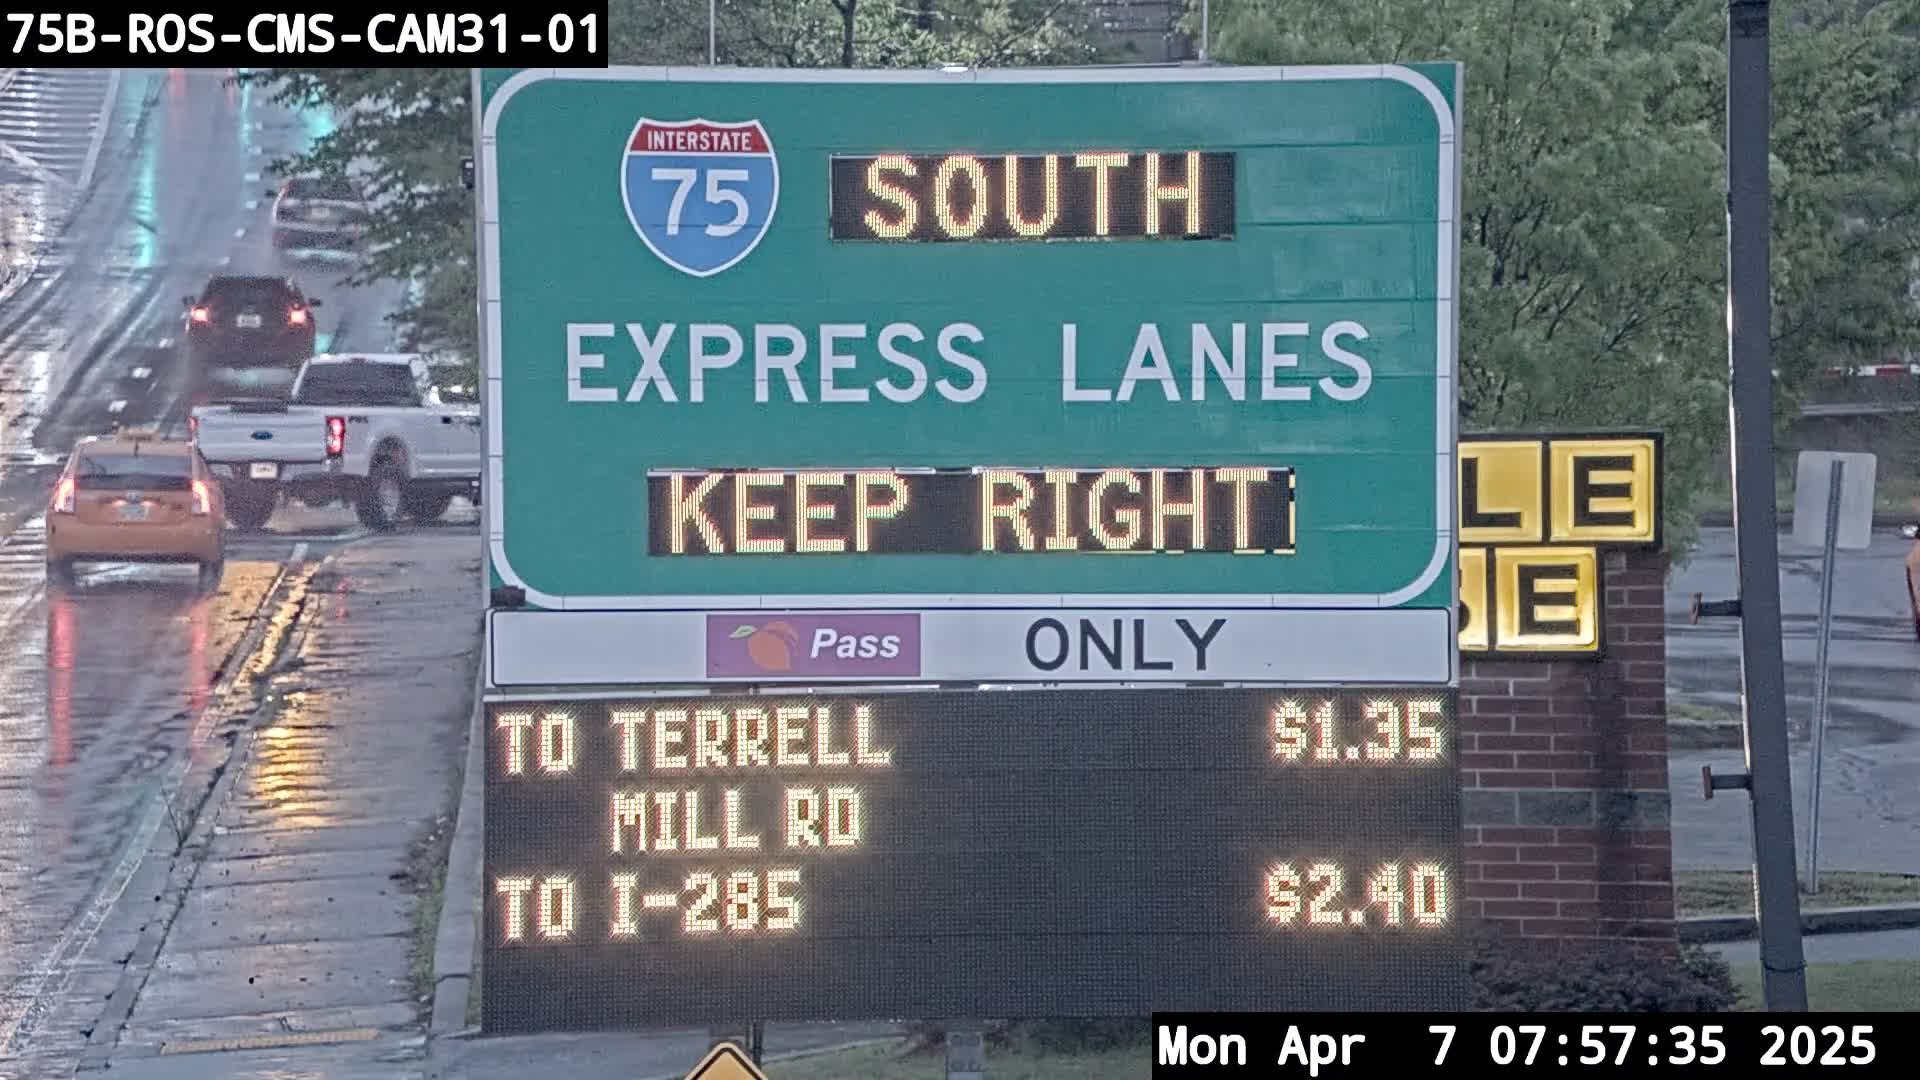 75B-ROS-CMS-CAM31-01
INTERSTATE
75
SOUTH
EXPRESS LANES
KEEP RIGHT
LE
E
Pass ONLY
TO TERRELL $1.35
MILL RD
TO I-285 $2.40
Mon Apr 7 07:57:35 2025